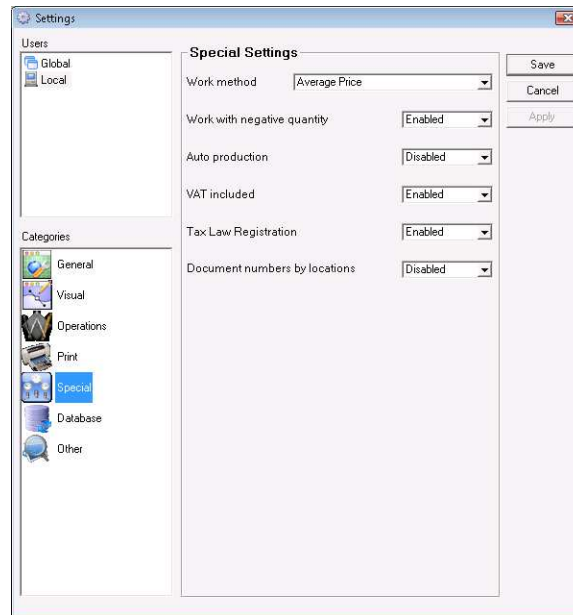 Settings
Users
Global
Local
Categories
General
Visual
Operations
Print
Special
Database
Other
Special Settings
Work method Average Price
Work with negative quantity Enabled
Auto production Disabled
VAT included Enabled
Tax Law Registration Enabled
Document numbers by locations Disabled
Save
Cancel
Apply